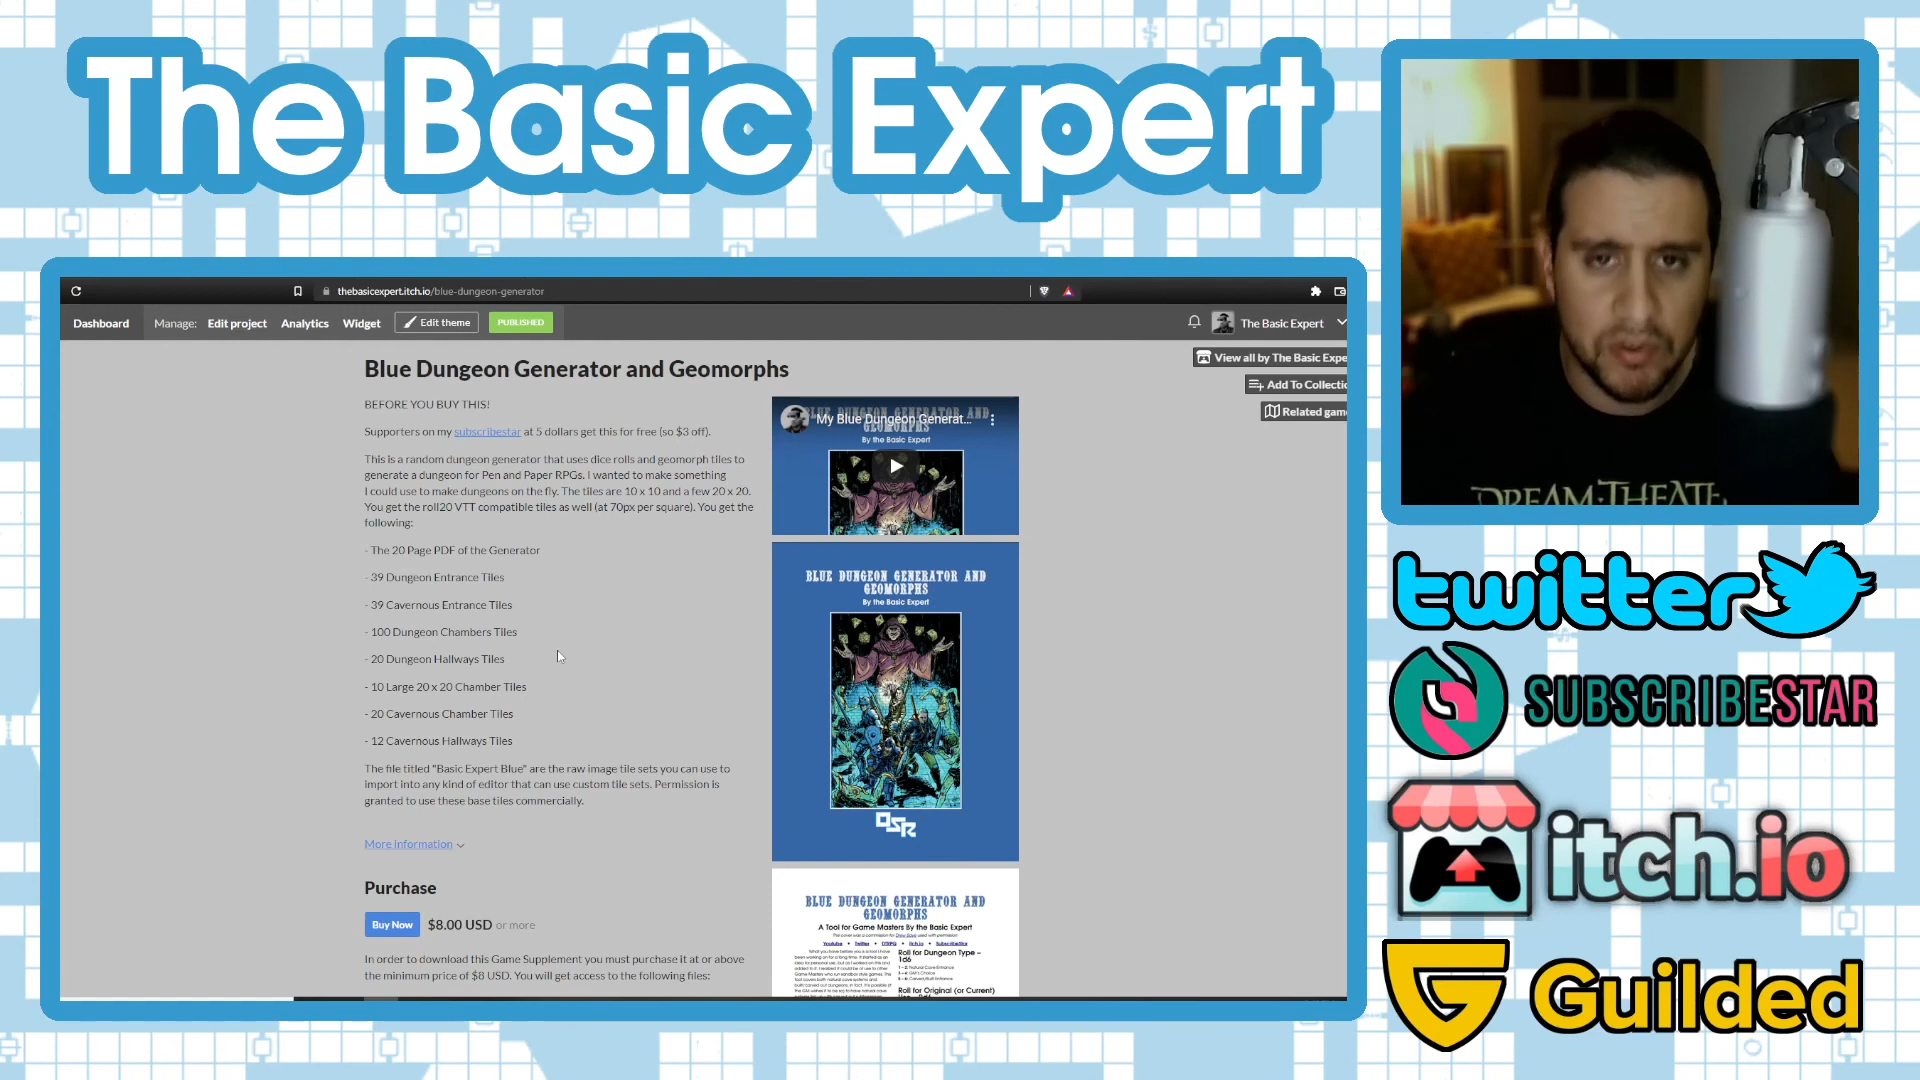 The Basic Expert
thebasicexpert.itch.io/blue-dungeon-generator
Dashboard Manage: Edit project Analytics Widget Edit theme PUBLISHED The Basic Expert
View all by The Basic Expe
Add To Collectio
Related gam
Blue Dungeon Generator and Geomorphs
BEFORE YOU BUY THIS!
Supporters on my subscribestar at 5 dollars get this for free (so $3 off).
This is a random dungeon generator that uses dice rolls and geomorph tiles to
generate a dungeon for Pen and Paper RPGs. I wanted to make something
I could use to make dungeons on the fly. The tiles are 10 x 10 and a few 20 x 20.
You get the roll20 VTT compatible tiles as well (at 70px per square). You get the
following:
- The 20 Page PDF of the Generator
- 39 Dungeon Entrance Tiles
- 39 Cavernous Entrance Tiles
- 100 Dungeon Chambers Tiles
- 20 Dungeon Hallways Tiles
- 10 Large 20 x 20 Chamber Tiles
- 20 Cavernous Chamber Tiles
- 12 Cavernous Hallways Tiles
The file titled "Basic Expert Blue" are the raw image tile sets you can use to
import into any kind of editor that can use custom tile sets. Permission is
granted to use these base tiles commercially.
More information
Purchase
Buy Now $8.00 USD or more
In order to download this Game Supplement you must purchase it at or above
the minimum price of $8 USD. You will get access to the following files:
My Blue Dungeon Generat...
GEOMORPHS
By the Basic Expert
BLUE DUNGEON GENERATOR AND
GEOMORPHS
By the Basic Expert
OSR
BLUE DUNGEON GENERATOR AND
GEOMORPHS
A Tool for Game Masters By the Basic Expert
Roll for Dungeon Type –
1d6
Roll for Original (or Current)
DREAM THEATE
twitter
SUBSCRIBESTAR
itch.io
Guilded